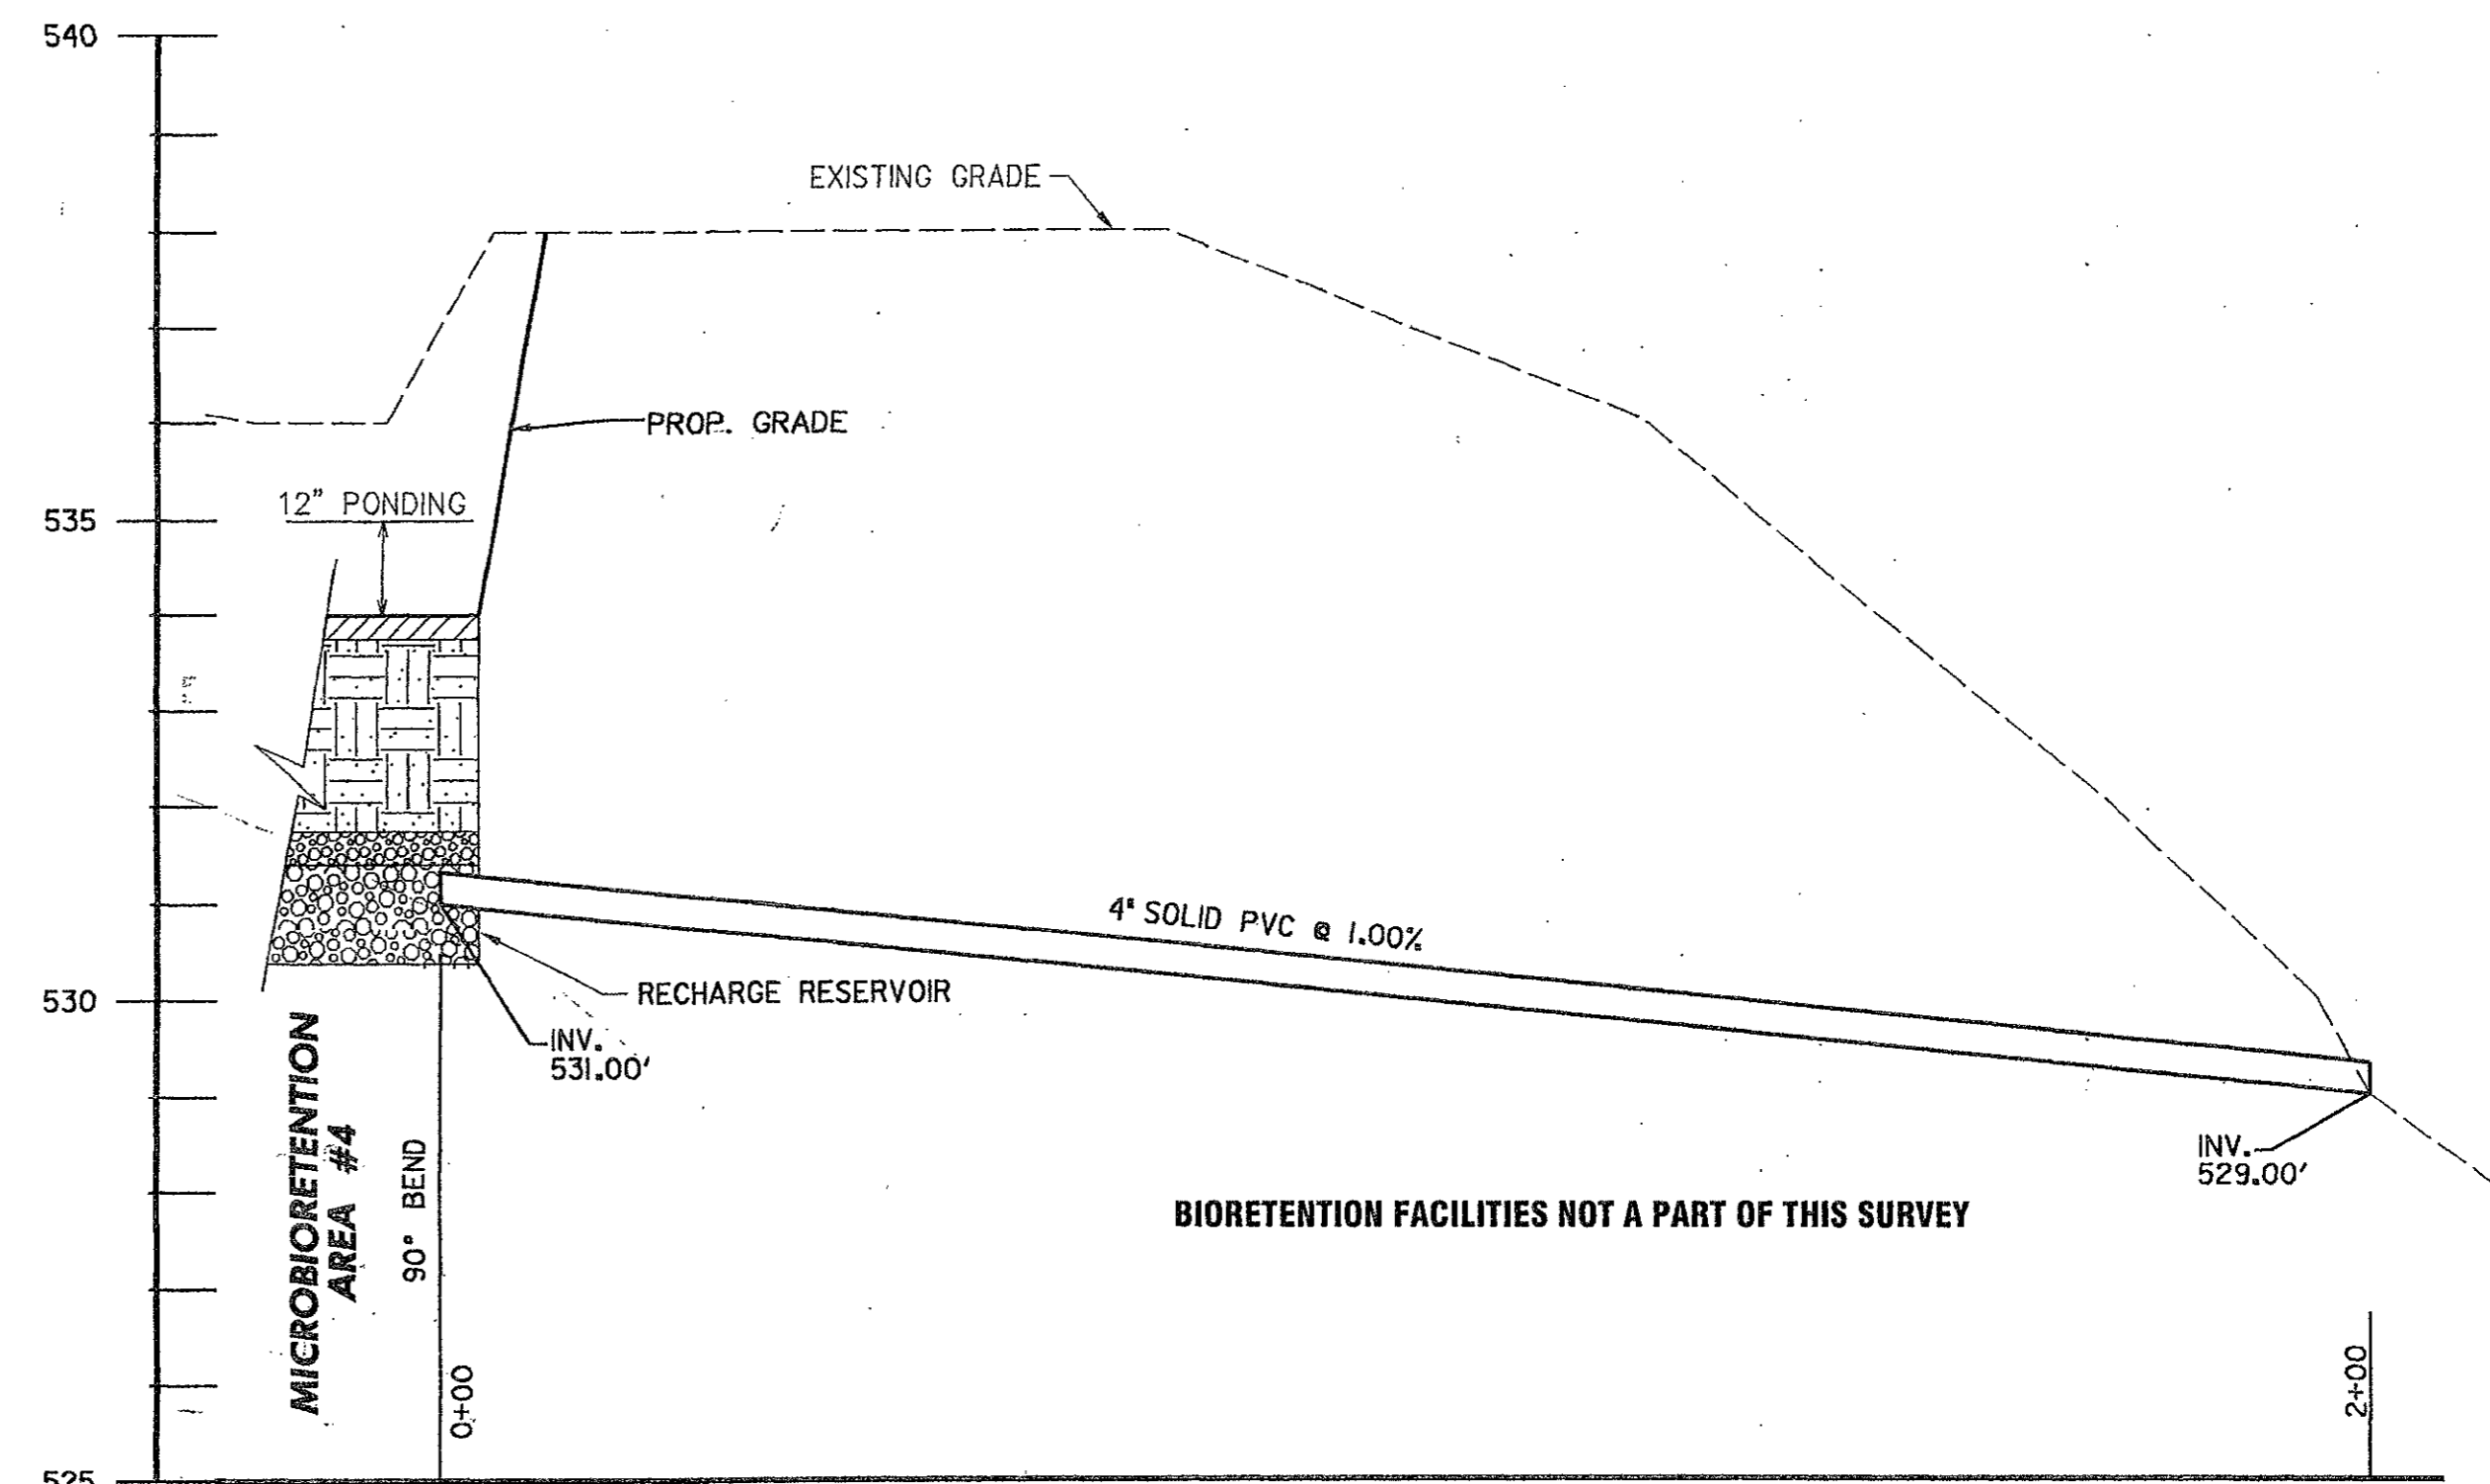 540
EXISTING GRADE
PROP. GRADE
12" PONDING
535
4" SOLID PVC @ 1.00%
RECHARGE RESERVOIR
530
INV.
531.00'
MICROBIORETENTION
AREA #4
90° BEND
INV.
529.00'
BIORETENTION FACILITIES NOT A PART OF THIS SURVEY
0+00
2+00
525